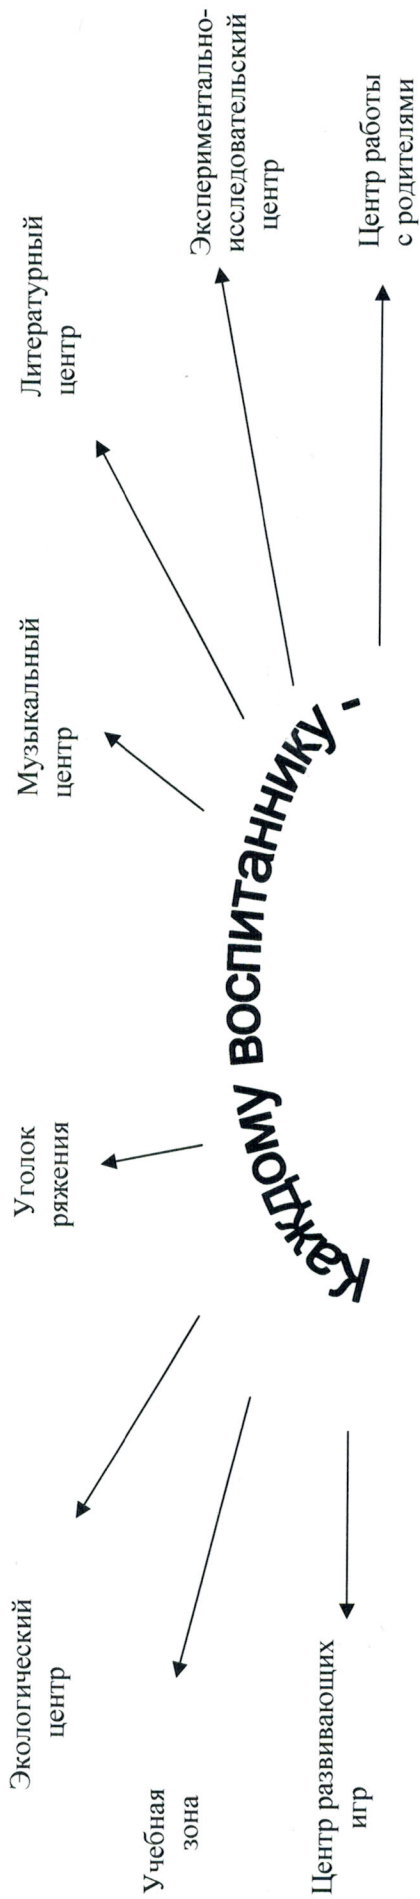 Экологический
центр
Уголок
ряжения
Музыкальный
центр
Литературный
центр
Учебная
зона
Экспериментально-
исследовательский
центр
Центр развивающих
игр
Каждому воспитаннику -
Центр работы
с родителями